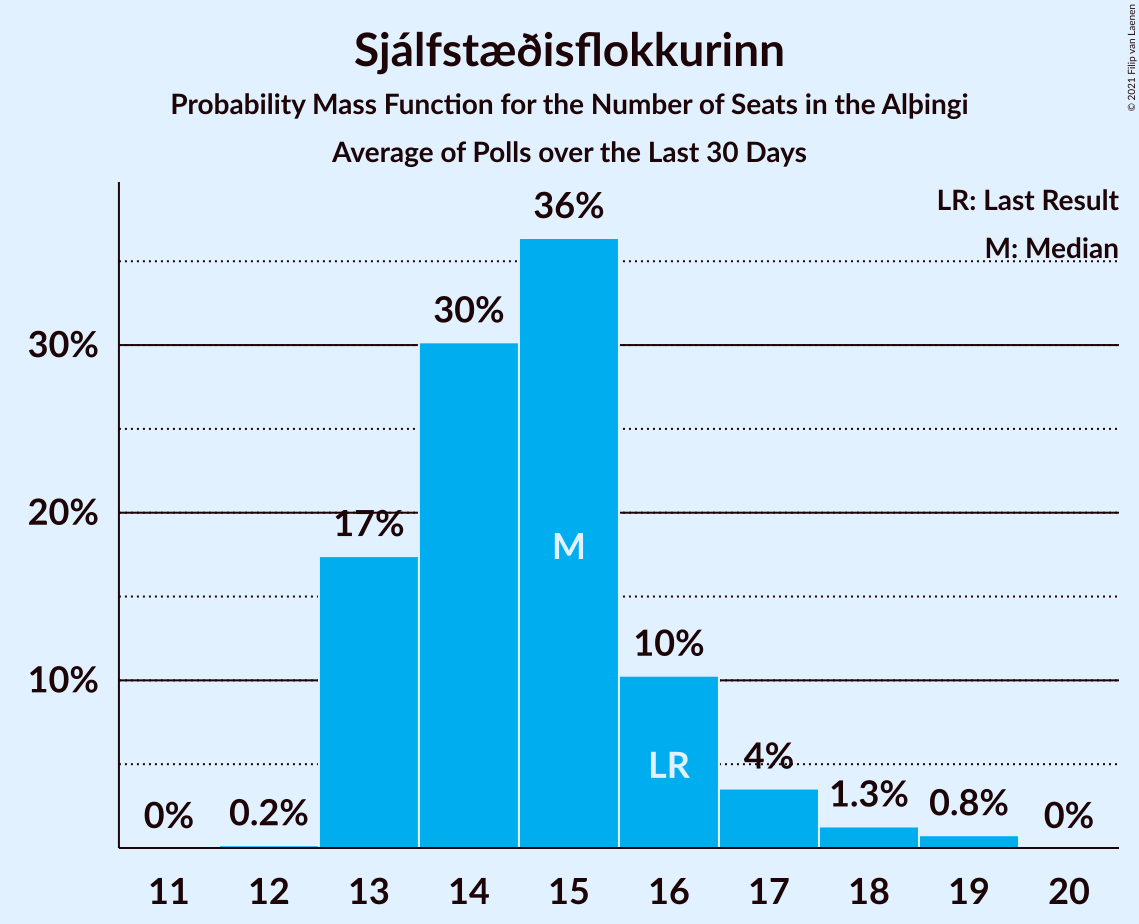 Sjálfstæðisflokkurinn
Probability Mass Function for the Number of Seats in the Alþingi
Average of Polls over the Last 30 Days
© 2021 Filip van Laenen
LR: Last Result
M: Median
30%
20%
10%
0%
0.2%
17%
30%
36%
10%
4%
1.3%
0.8%
0%
M
LR
11 12 13 14 15 16 17 18 19 20